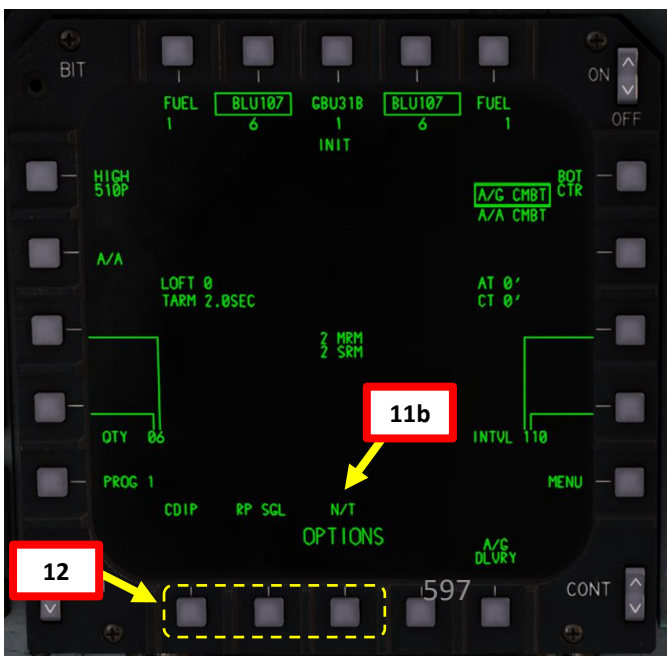 BIT
ON
OFF
FUEL BLU107 GBU31B BLU107 FUEL
1 6 1 6 1
INIT
HIGH
510P
BOT
CTR
A/G CMBT
A/A CMBT
A/A
LOFT 0
TARM 2.0SEC
AT 0'
CT 0'
2 MRM
2 SRM
11b
QTY 06
INTVL 110
PROG 1
MENU
CDIP RP SGL N/T
OPTIONS
A/G
DLVRY
12
597
CONT